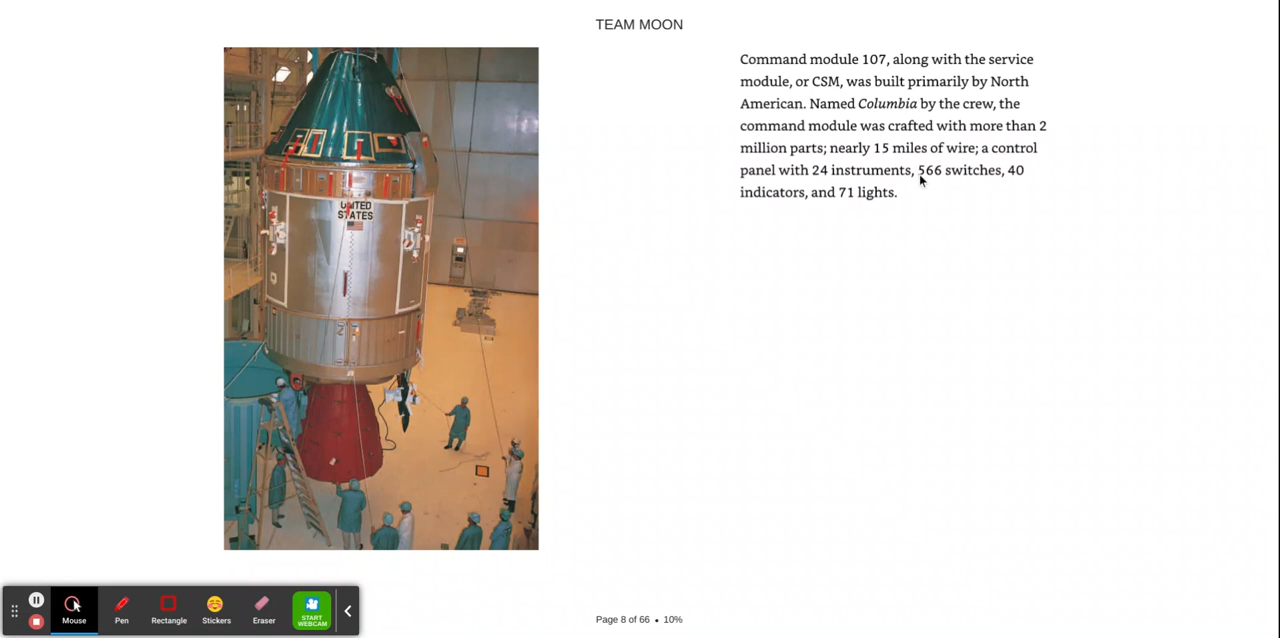 TEAM MOON
UNITED
STATES
Command module 107, along with the service
module, or CSM, was built primarily by North
American. Named Columbia by the crew, the
command module was crafted with more than 2
million parts; nearly 15 miles of wire; a control
panel with 24 instruments, 566 switches, 40
indicators, and 71 lights.
Mouse
Pen
Rectangle
Stickers
Eraser
START
WEBCAM
Page 8 of 66 • 10%